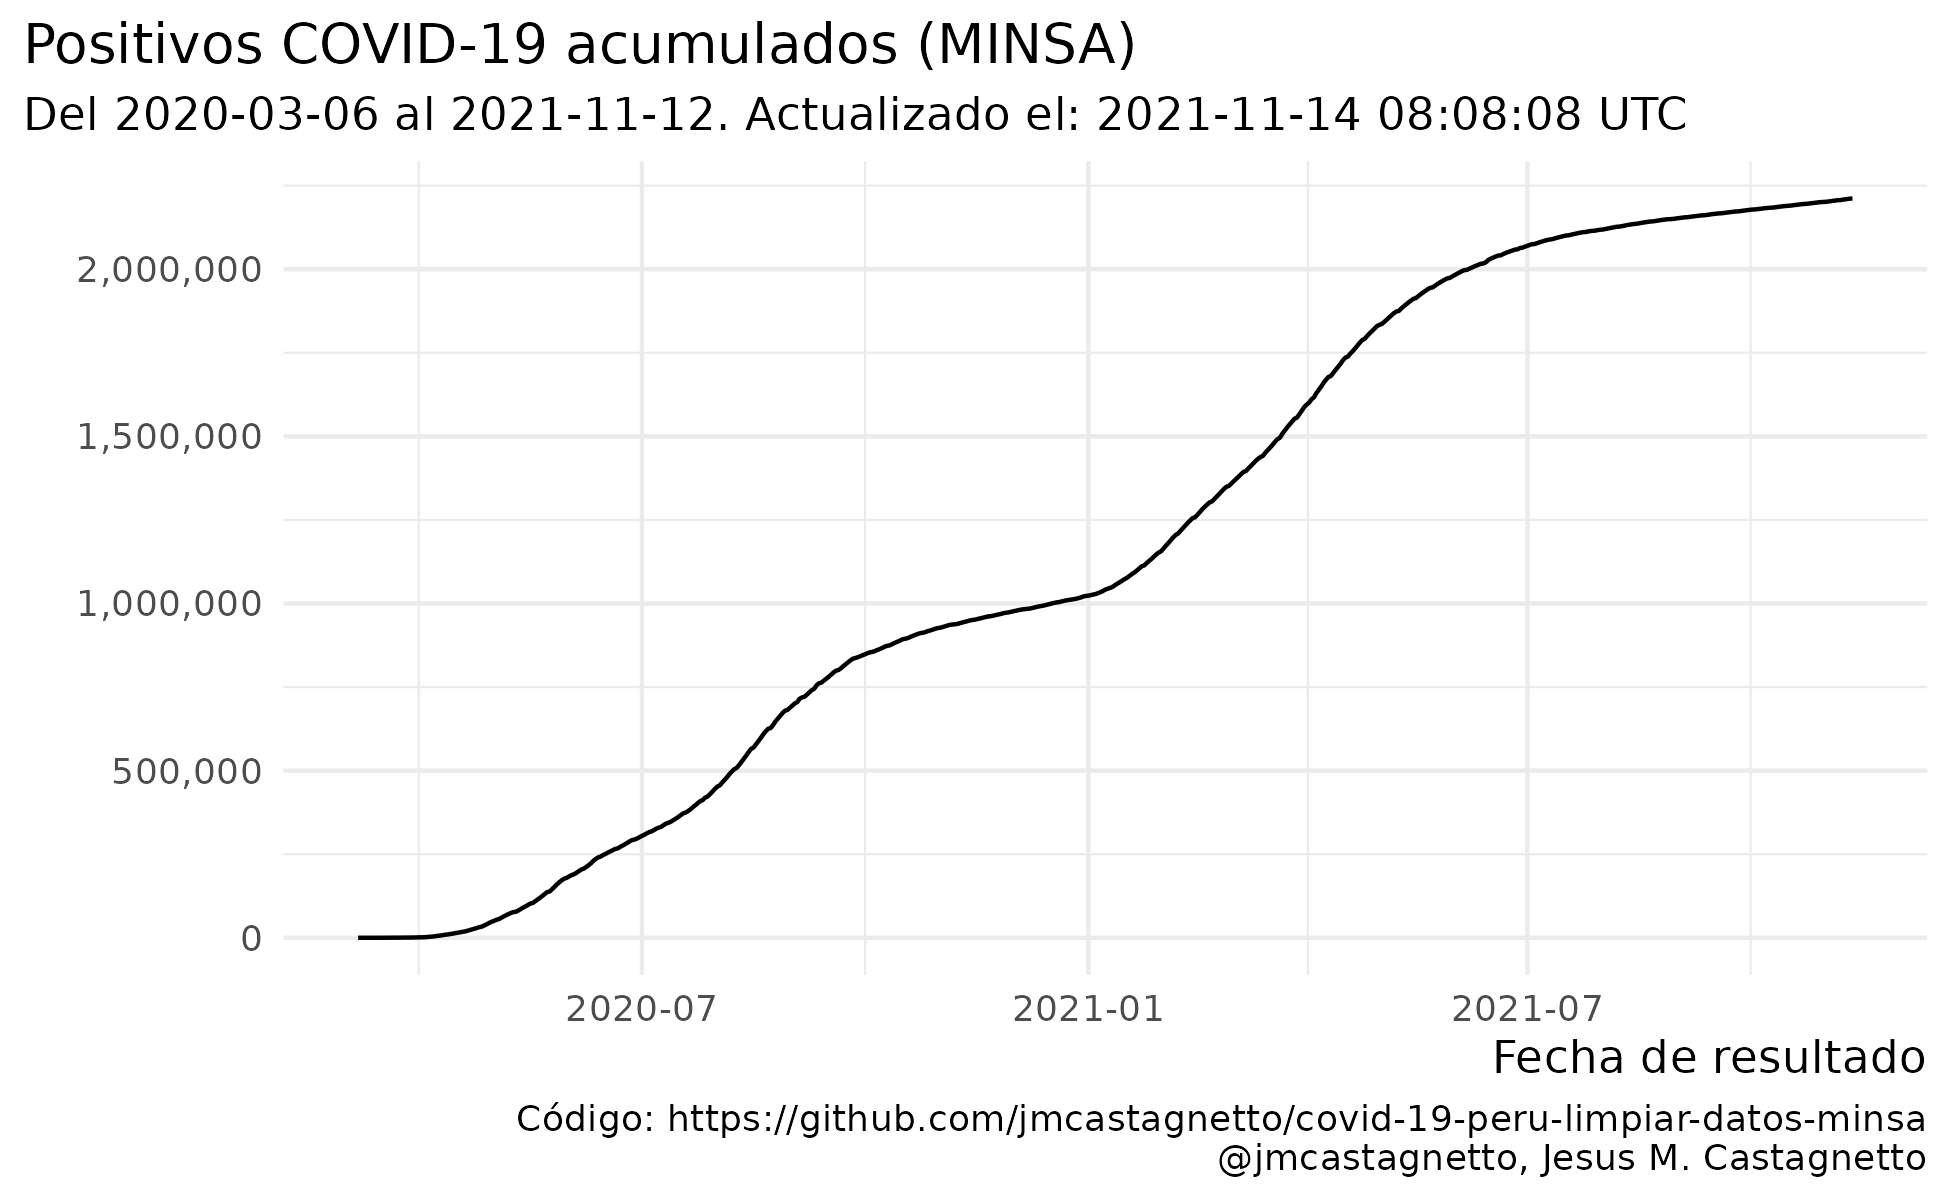 Positivos COVID-19 acumulados (MINSA)
Del 2020-03-06 al 2021-11-12. Actualizado el: 2021-11-14 08:08:08 UTC
2,000,000
1,500,000
1,000,000
500,000
0
2020-07
2021-01
2021-07
Fecha de resultado
Código: https://github.com/jmcastagnetto/covid-19-peru-limpiar-datos-minsa
@jmcastagnetto, Jesus M. Castagnetto